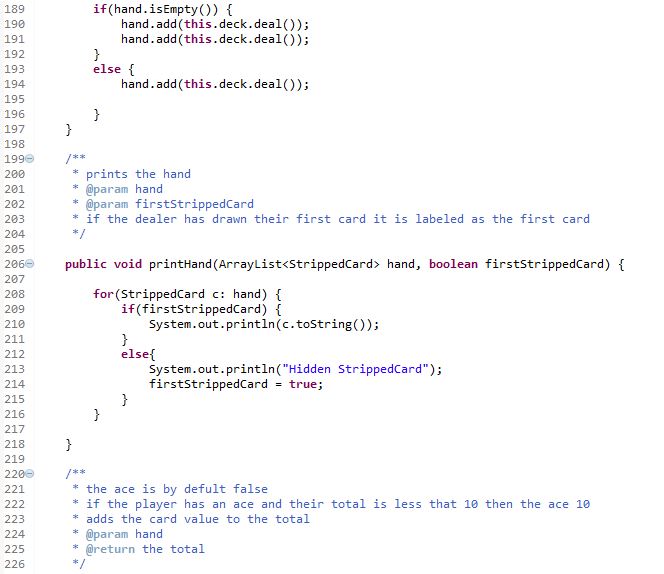 189         if(hand.isEmpty()) {
190             hand.add(this.deck.deal());
191             hand.add(this.deck.deal());
192         }
193         else {
194             hand.add(this.deck.deal());
195
196         }
197     }
198
199     /**
200      * prints the hand
201      * @param hand
202      * @param firstStrippedCard
203      * if the dealer has drawn their first card it is labeled as the first card
204      */
205
206     public void printHand(ArrayList<StrippedCard> hand, boolean firstStrippedCard) {
207
208         for(StrippedCard c: hand) {
209             if(firstStrippedCard) {
210                 System.out.println(c.toString());
211             }
212             else{
213                 System.out.println("Hidden StrippedCard");
214                 firstStrippedCard = true;
215             }
216         }
217
218     }
219
220     /**
221      * the ace is by defult false
222      * if the player has an ace and their total is less that 10 then the ace 10
223      * adds the card value to the total
224      * @param hand
225      * @return the total
226      */